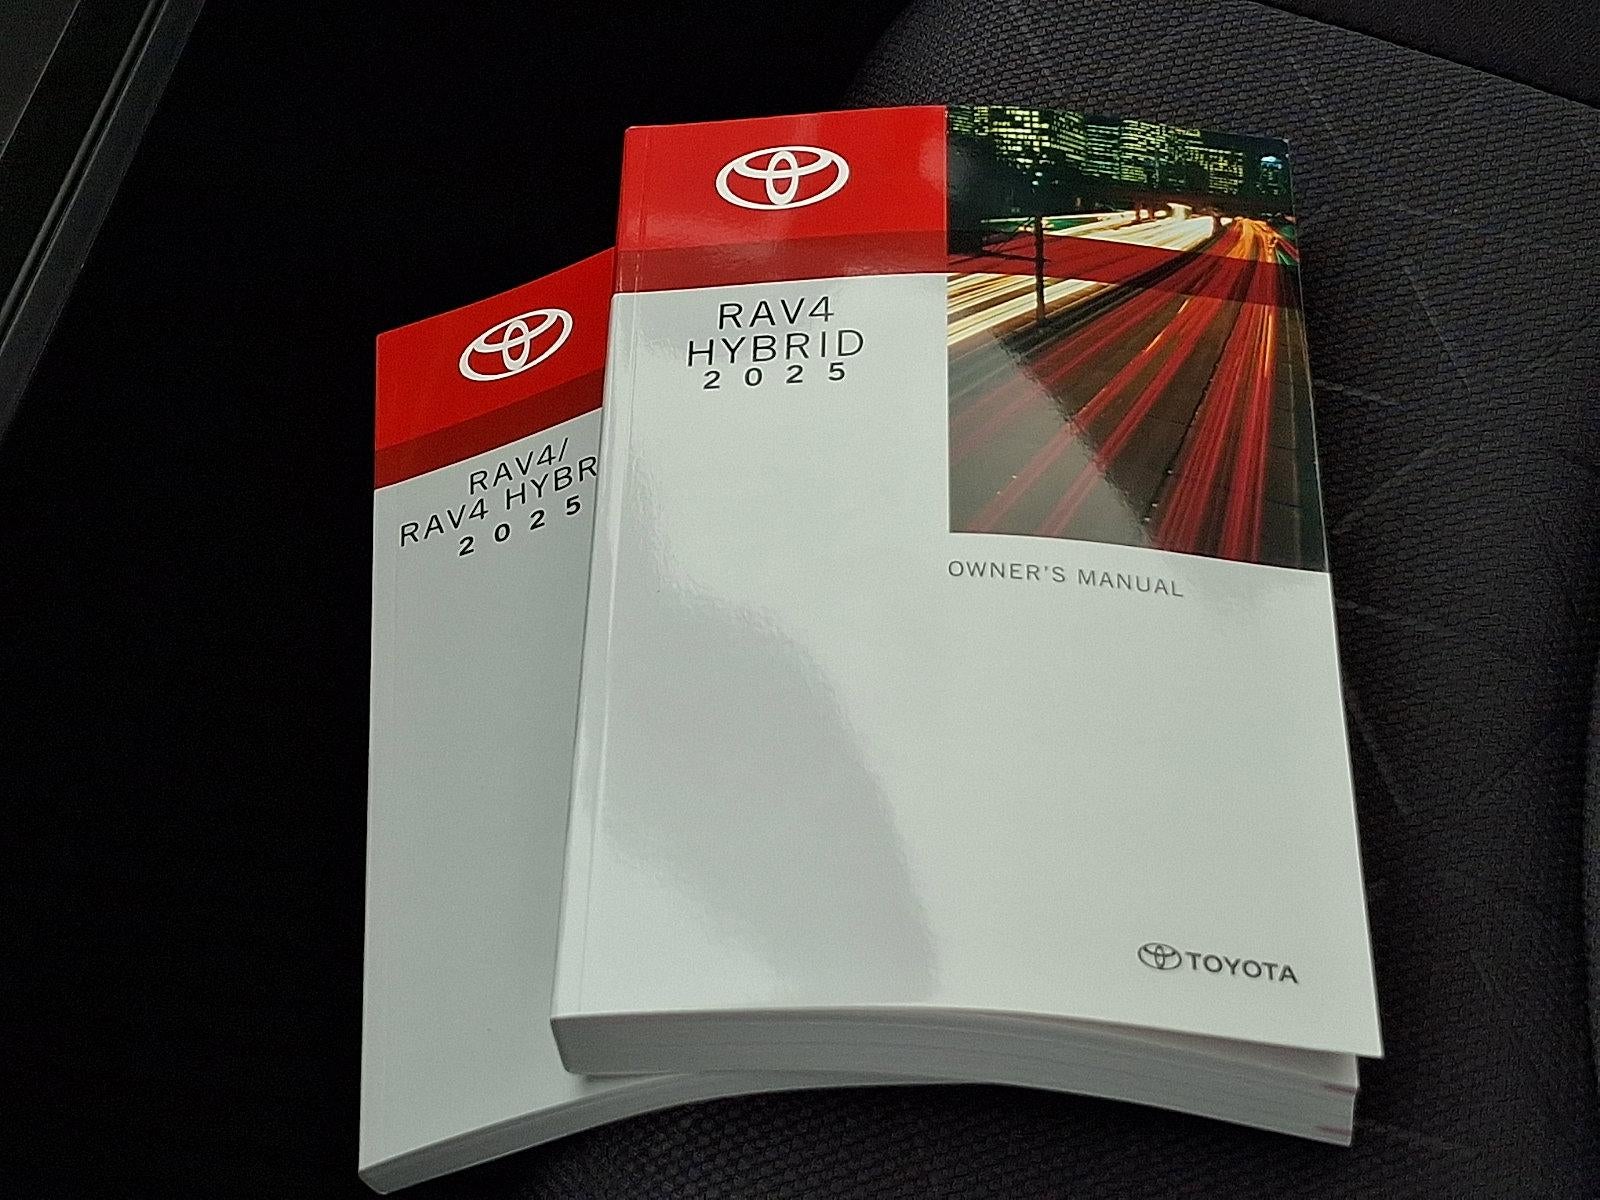 RAV4
HYBRID
2025
OWNER'S MANUAL
TOYOTA
RAV4/
RAV4 HYBR
2025